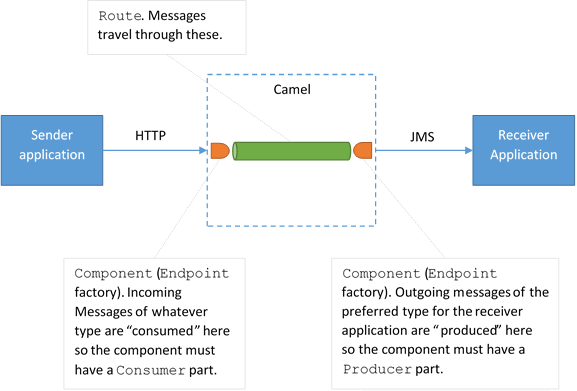 Route. Messages
travel through these.
Camel
Sender
application
HTTP
JMS
Receiver
Application
Component (Endpoint
factory). Incoming
Messages of whatever
type are “consumed” here
so the component must
have a Consumer part.
Component (Endpoint
factory). Outgoing messages of the
preferred type for the receiver
application are “ produced” here
so the component must have a
Producer part.